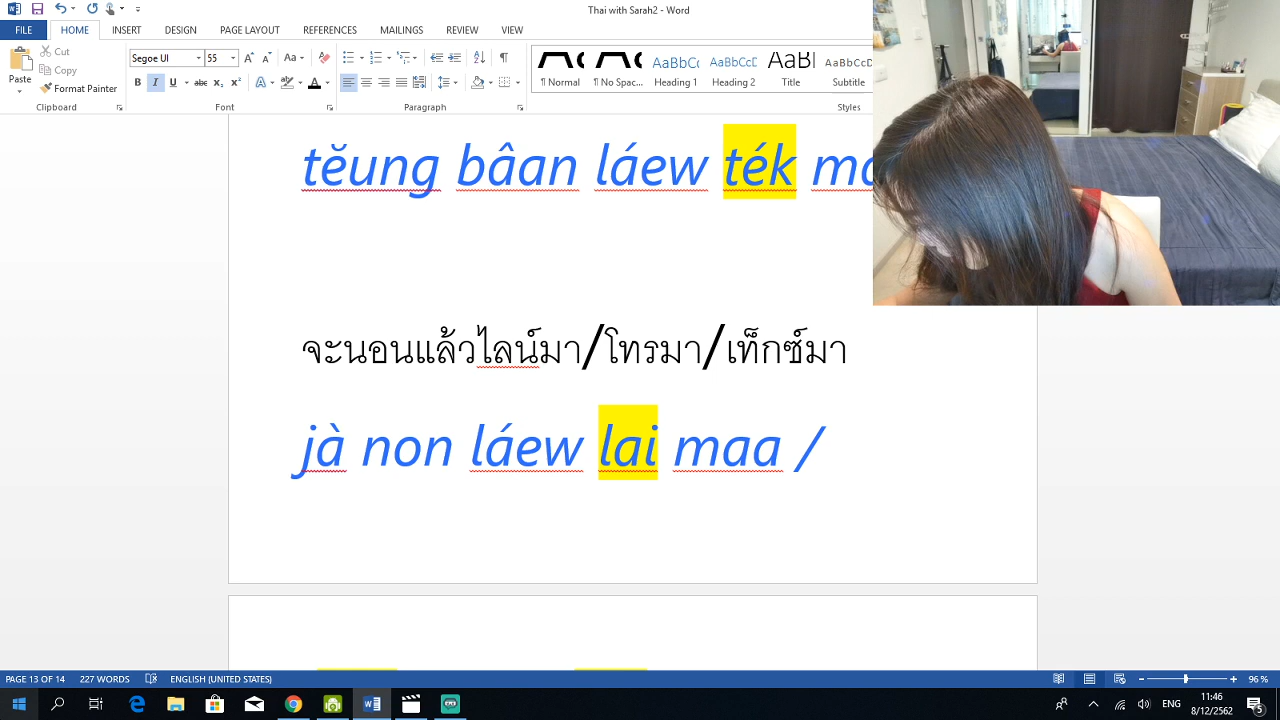 Thai with Sarah2 - Word
FILE HOME INSERT DESIGN PAGE LAYOUT REFERENCES MAILINGS REVIEW VIEW
Paste
Cut
Copy
Format Painter
Clipboard
Segoe UI 55
B I U abc x₂ x²
Font
Paragraph
¶ Normal ¶ No Spac... Heading 1 Heading 2 Title Subtitle
Styles
tĕung bâan láew ték
จะนอนแล้วไลน์มา/โทรมา/เท็กซ์มา
jà non láew lai maa /
PAGE 13 OF 14 227 WORDS ENGLISH (UNITED STATES) 96 %
ENG
11:46
8/12/2562